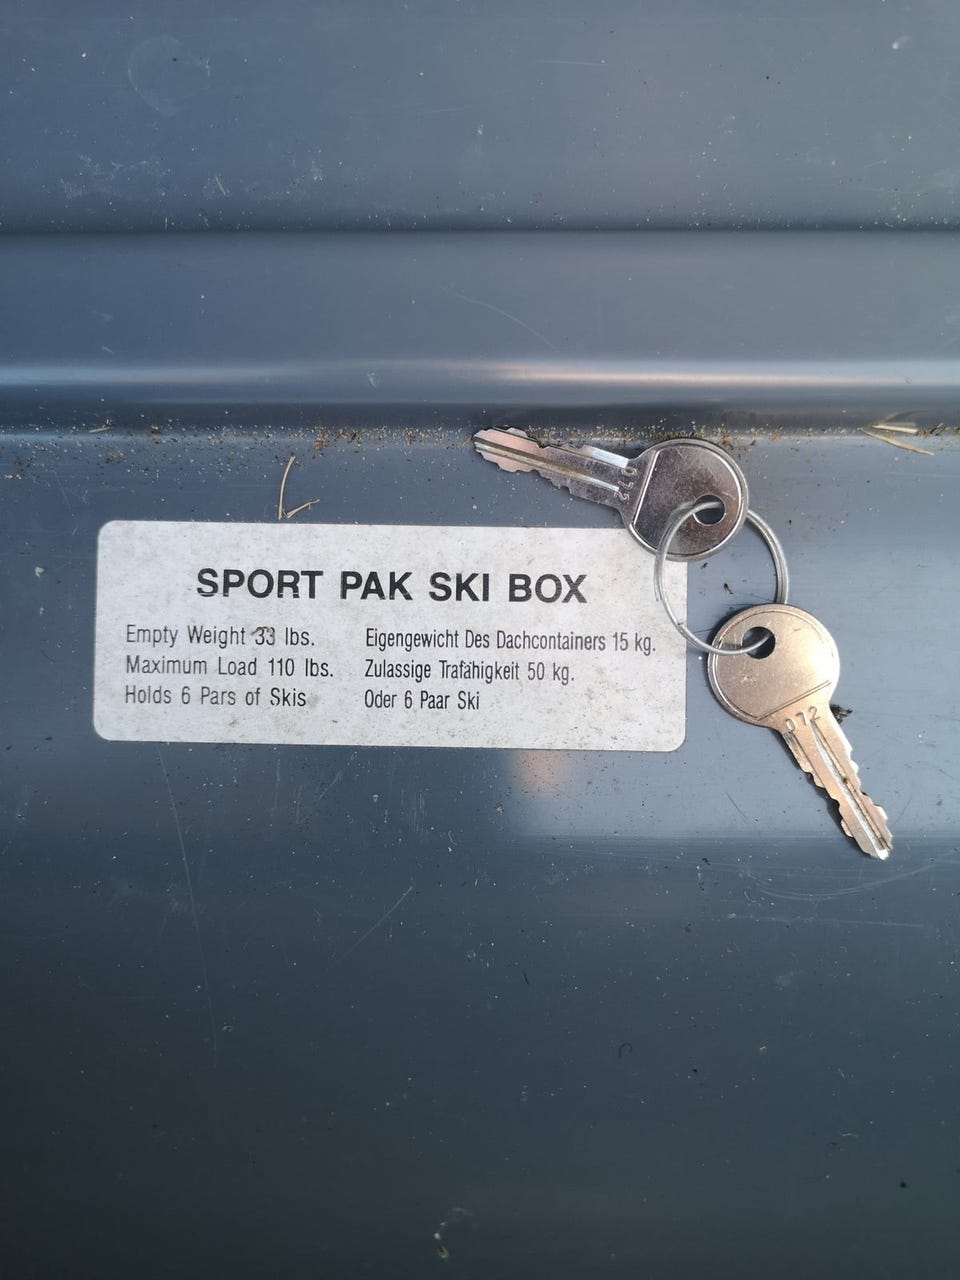 SPORT PAK SKI BOX
Empty Weight 33 lbs.
Maximum Load 110 lbs.
Holds 6 Pars of Skis
Eigengewicht Des Dachcontainers 15 kg.
Zulassige Trafähigkeit 50 kg.
Oder 6 Paar Ski
072
072